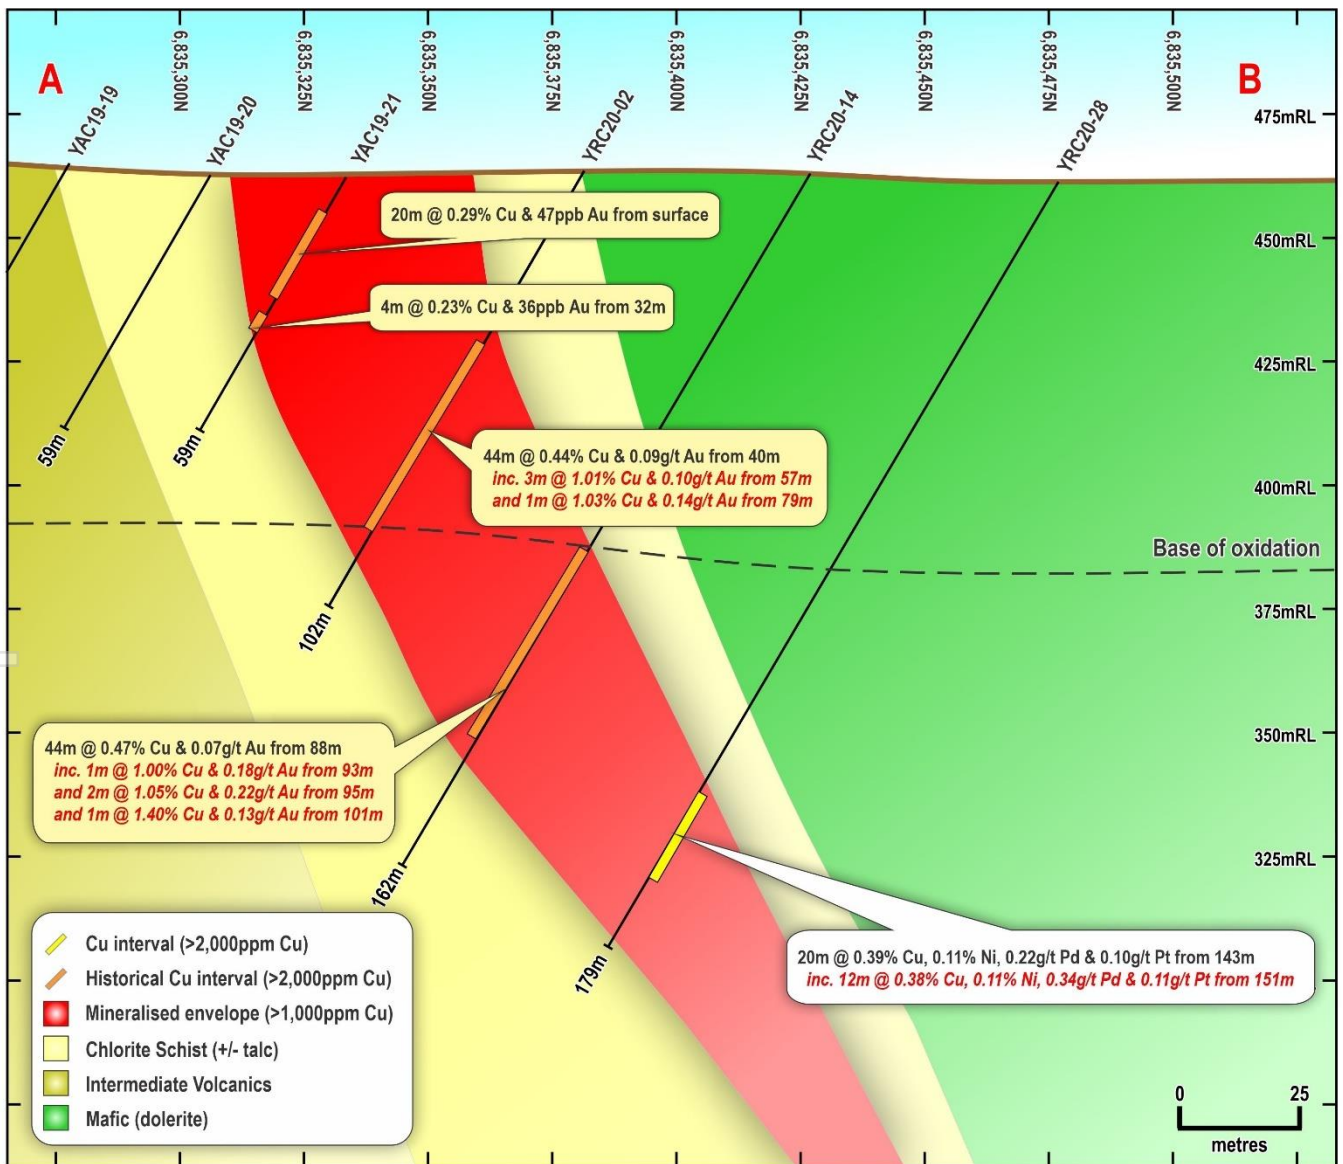 A
B
6,835,300N
6,835,325N
6,835,350N
6,835,375N
6,835,400N
6,835,425N
6,835,450N
6,835,475N
6,835,500N
YAC19-19
YAC19-20
YAC19-21
YRC20-02
YRC20-14
YRC20-28
475mRL
450mRL
425mRL
400mRL
375mRL
350mRL
325mRL
20m @ 0.29% Cu & 47ppb Au from surface
4m @ 0.23% Cu & 36ppb Au from 32m
44m @ 0.44% Cu & 0.09g/t Au from 40m
inc. 3m @ 1.01% Cu & 0.10g/t Au from 57m
and 1m @ 1.03% Cu & 0.14g/t Au from 79m
59m
59m
Base of oxidation
102m
44m @ 0.47% Cu & 0.07g/t Au from 88m
inc. 1m @ 1.00% Cu & 0.18g/t Au from 93m
and 2m @ 1.05% Cu & 0.22g/t Au from 95m
and 1m @ 1.40% Cu & 0.13g/t Au from 101m
162m
179m
20m @ 0.39% Cu, 0.11% Ni, 0.22g/t Pd & 0.10g/t Pt from 143m
inc. 12m @ 0.38% Cu, 0.11% Ni, 0.34g/t Pd & 0.11g/t Pt from 151m
Cu interval (>2,000ppm Cu)
Historical Cu interval (>2,000ppm Cu)
Mineralised envelope (>1,000ppm Cu)
Chlorite Schist (+/- talc)
Intermediate Volcanics
Mafic (dolerite)
0 25
metres